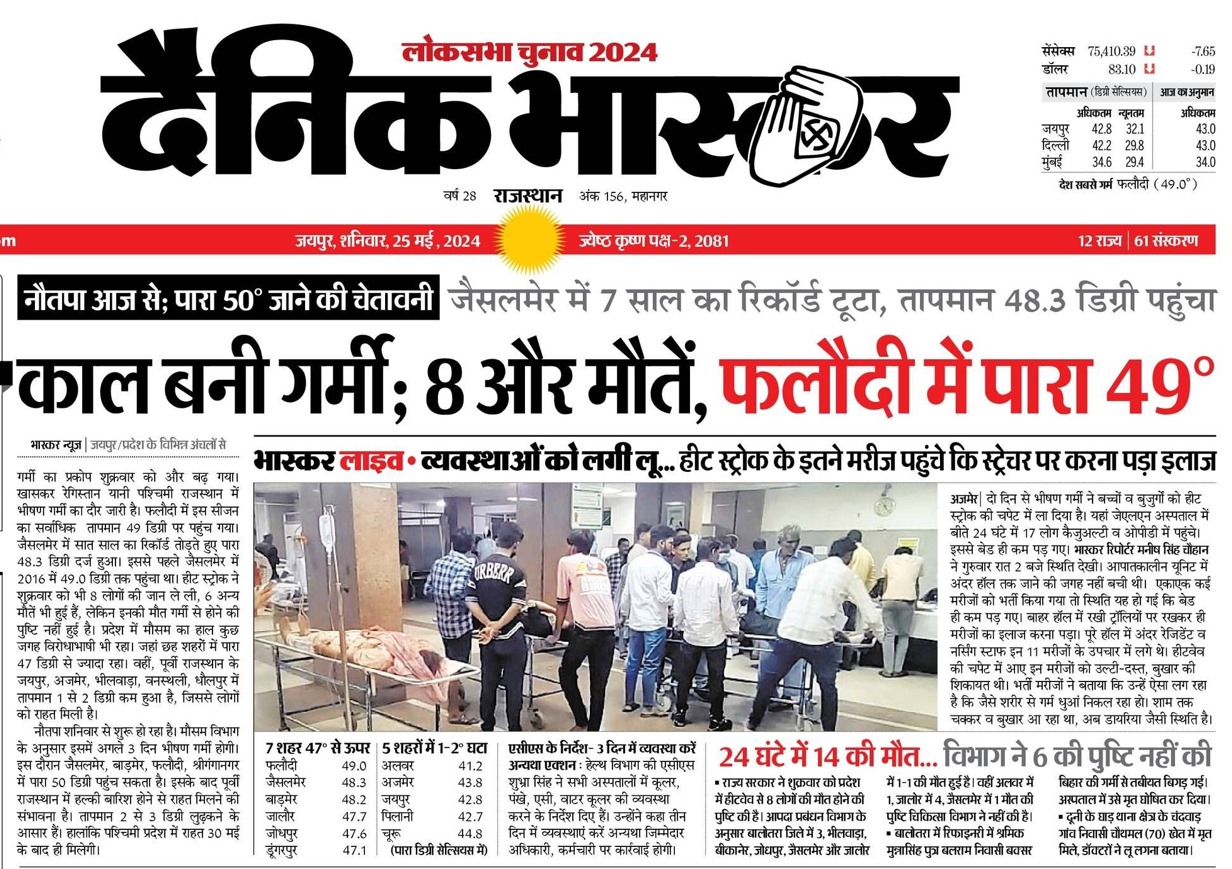 लोकसभा चुनाव 2024
दैनिक भास्कर
वर्ष 28 राजस्थान अंक 156, महानगर
सेंसेक्स 75,410.39 -7.65
डॉलर 83.10 -0.19
तापमान (डिग्री सेल्सियस) आज का अनुमान
अधिकतम न्यूनतम अधिकतम
जयपुर 42.8 32.1 43.0
दिल्ली 42.2 29.8 43.0
मुंबई 34.6 29.4 34.0
देश सबसे गर्म फलौदी (49.0°)
om जयपुर, शनिवार, 25 मई, 2024 ज्येष्ठ कृष्ण पक्ष-2, 2081 12 राज्य | 61 संस्करण
नौतपा आज से; पारा 50° जाने की चेतावनी जैसलमेर में 7 साल का रिकॉर्ड टूटा, तापमान 48.3 डिग्री पहुंचा
काल बनी गर्मी; 8 और मौतें, फलौदी में पारा 49°
भास्कर न्यूज | जयपुर/प्रदेश के विभिन्न अंचलों से
गर्मी का प्रकोप शुक्रवार को और बढ़ गया।
खासकर रेगिस्तान यानी पश्चिमी राजस्थान में
भीषण गर्मी का दौर जारी है। फलौदी में इस सीजन
का सर्वाधिक तापमान 49 डिग्री पर पहुंच गया।
जैसलमेर में सात साल का रिकॉर्ड तोड़ते हुए पारा
48.3 डिग्री दर्ज हुआ। इससे पहले जैसलमेर में
2016 में 49.0 डिग्री तक पहुंचा था। हीट स्ट्रोक ने
शुक्रवार को भी 8 लोगों की जान ले ली, 6 अन्य
मौतें भी हुई हैं, लेकिन इनकी मौत गर्मी से होने की
पुष्टि नहीं हुई है। प्रदेश में मौसम का हाल कुछ
जगह विरोधाभाषी भी रहा। जहां छह शहरों में पारा
47 डिग्री से ज्यादा रहा। वहीं, पूर्वी राजस्थान के
जयपुर, अजमेर, भीलवाड़ा, वनस्थली, धौलपुर में
तापमान 1 से 2 डिग्री कम हुआ है, जिससे लोगों
को राहत मिली है।
नौतपा शनिवार से शुरू हो रहा है। मौसम विभाग
के अनुसार इसमें अगले 3 दिन भीषण गर्मी होगी।
इस दौरान जैसलमेर, बाड़मेर, फलौदी, श्रीगंगानगर
में पारा 50 डिग्री पहुंच सकता है। इसके बाद पूर्वी
राजस्थान में हल्की बारिश होने से राहत मिलने की
संभावना है। तापमान 2 से 3 डिग्री लुढ़कने के
आसार हैं। हालांकि पश्चिमी प्रदेश में राहत 30 मई
के बाद ही मिलेगी।
भास्कर लाइव • व्यवस्थाओं को लगी लू... हीट स्ट्रोक के इतने मरीज पहुंचे कि स्ट्रेचर पर करना पड़ा इलाज
URBORN
अजमेर | दो दिन से भीषण गर्मी ने बच्चों व बुजुर्गों को हीट
स्ट्रोक की चपेट में ला दिया है। यहां जेएलएन अस्पताल में
बीते 24 घंटे में 17 लोग कैजुअल्टी व ओपीडी में पहुंचे।
इससे बेड ही कम पड़ गए। भास्कर रिपोर्टर मनीष सिंह चौहान
ने गुरुवार रात 2 बजे स्थिति देखी। आपातकालीन यूनिट में
अंदर हॉल तक जाने की जगह नहीं बची थी। एकाएक कई
मरीजों को भर्ती किया गया तो स्थिति यह हो गई कि बेड
ही कम पड़ गए। बाहर हॉल में रखी ट्रॉलियों पर रखकर ही
मरीजों का इलाज करना पड़ा। पूरे हॉल में अंदर रेजिडेंट व
नर्सिंग स्टाफ इन 11 मरीजों के उपचार में लगे थे। हीटवेव
की चपेट में आए इन मरीजों को उल्टी-दस्त, बुखार की
शिकायत थी। भर्ती मरीजों ने बताया कि उन्हें ऐसा लग रहा
है कि जैसे शरीर से गर्म धुआं निकल रहा हो। शाम तक
चक्कर व बुखार आ रहा था, अब डायरिया जैसी स्थिति है।
7 शहर 47° से ऊपर
फलौदी 49.0
जैसलमेर 48.3
बाड़मेर 48.2
जालौर 47.7
जोधपुर 47.6
डूंगरपुर 47.1
5 शहरों में 1-2° घटा
अलवर 41.2
अजमेर 43.8
जयपुर 42.8
पिलानी 42.7
चूरू 44.8
(पारा डिग्री सेल्सियस में)
एसीएस के निर्देश- 3 दिन में व्यवस्था करें
अन्यथा एक्शन : हेल्थ विभाग की एसीएस
शुभ्रा सिंह ने सभी अस्पतालों में कूलर,
पंखे, एसी, वाटर कूलर की व्यवस्था
करने के निर्देश दिए हैं। उन्होंने कहा तीन
दिन में व्यवस्थाएं करें अन्यथा जिम्मेदार
अधिकारी, कर्मचारी पर कार्रवाई होगी।
24 घंटे में 14 की मौत... विभाग ने 6 की पुष्टि नहीं की
▪ राज्य सरकार ने शुक्रवार को प्रदेश
में हीटवेव से 8 लोगों की मौत होने की
पुष्टि की है। आपदा प्रबंधन विभाग के
अनुसार बालोतरा जिले में 3, भीलवाड़ा,
बीकानेर, जोधपुर, जैसलमेर और जालोर
में 1-1 की मौत हुई है। वहीं अलवर में
1, जालोर में 4, जैसलमेर में 1 मौत की
पुष्टि चिकित्सा विभाग ने नहीं की है।
▪ बालोतरा में रिफाइनरी में श्रमिक
मुन्नासिंह पुत्र बलराम निवासी बक्सर
बिहार की गर्मी से तबीयत बिगड़ गई।
अस्पताल में उसे मृत घोषित कर दिया।
▪ दूनी के घाड़ थाना क्षेत्र के चंदवाड़
गांव निवासी चौथमल (70) खेत में मृत
मिले, डॉक्टरों ने लू लगना बताया।